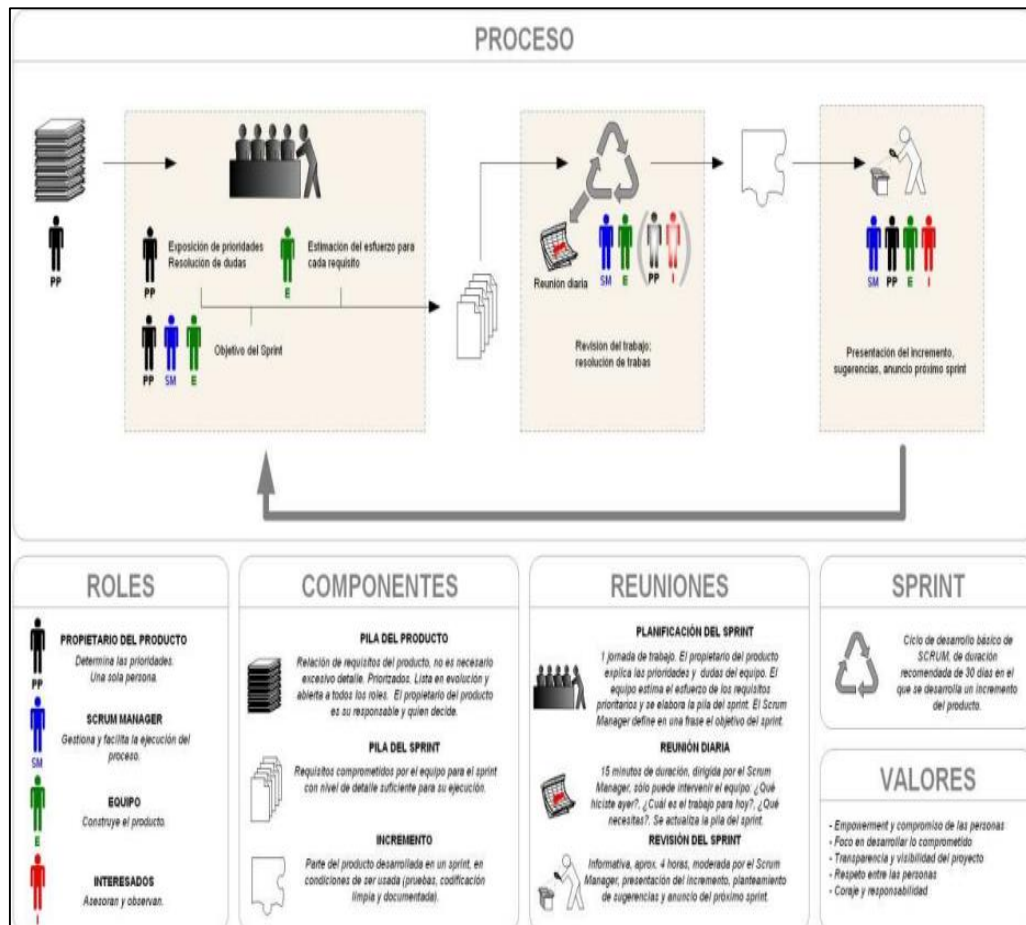 PROCESO
PP
PP
Exposición de prioridades
Resolución de dudas
E
Estimación del esfuerzo para
cada requisito
PP
SM
E
Objetivo del Sprint
Reunión diaria
SM
E
PP
I
Revisión del trabajo;
resolución de trabas
SM
PP
E
I
Presentación del incremento,
sugerencias, anuncio próximo sprint
ROLES
PP
PROPIETARIO DEL PRODUCTO
Determina las prioridades.
Una sola persona.
SM
SCRUM MANAGER
Gestiona y facilita la ejecución del
proceso.
E
EQUIPO
Construye el producto.
I
INTERESADOS
Asesoran y observan.
COMPONENTES
PILA DEL PRODUCTO
Relación de requisitos del producto, no es necesario
excesivo detalle. Priorizados. Lista en evolución y
abierta a todos los roles. El propietario del producto
es su responsable y quien decide.
PILA DEL SPRINT
Requisitos comprometidos por el equipo para el sprint
con nivel de detalle suficiente para su ejecución.
INCREMENTO
Parte del producto desarrollada en un sprint, en
condiciones de ser usada (pruebas, codificación
limpia y documentada).
REUNIONES
PLANIFICACIÓN DEL SPRINT
1 jornada de trabajo. El propietario del producto
explica las prioridades y dudas del equipo. El
equipo estima el esfuerzo de los requisitos
prioritarios y se elabora la pila del sprint. El Scrum
Manager define en una frase el objetivo del sprint.
REUNIÓN DIARIA
15 minutos de duración, dirigida por el Scrum
Manager, sólo puede intervenir el equipo: ¿Qué
hiciste ayer?, ¿Cuál es el trabajo para hoy?, ¿Qué
necesitas?. Se actualiza la pila del sprint.
REVISIÓN DEL SPRINT
Informativa, aprox. 4 horas, moderada por el Scrum
Manager, presentación del incremento, planteamiento
de sugerencias y anuncio del próximo sprint.
SPRINT
Ciclo de desarrollo básico de
SCRUM, de duración
recomendada de 30 días en el
que se desarrolla un incremento
del producto.
VALORES
- Empowerment y compromiso de las personas
- Foco en desarrollar lo comprometido
- Transparencia y visibilidad del proyecto
- Respeto entre las personas
- Coraje y responsabilidad